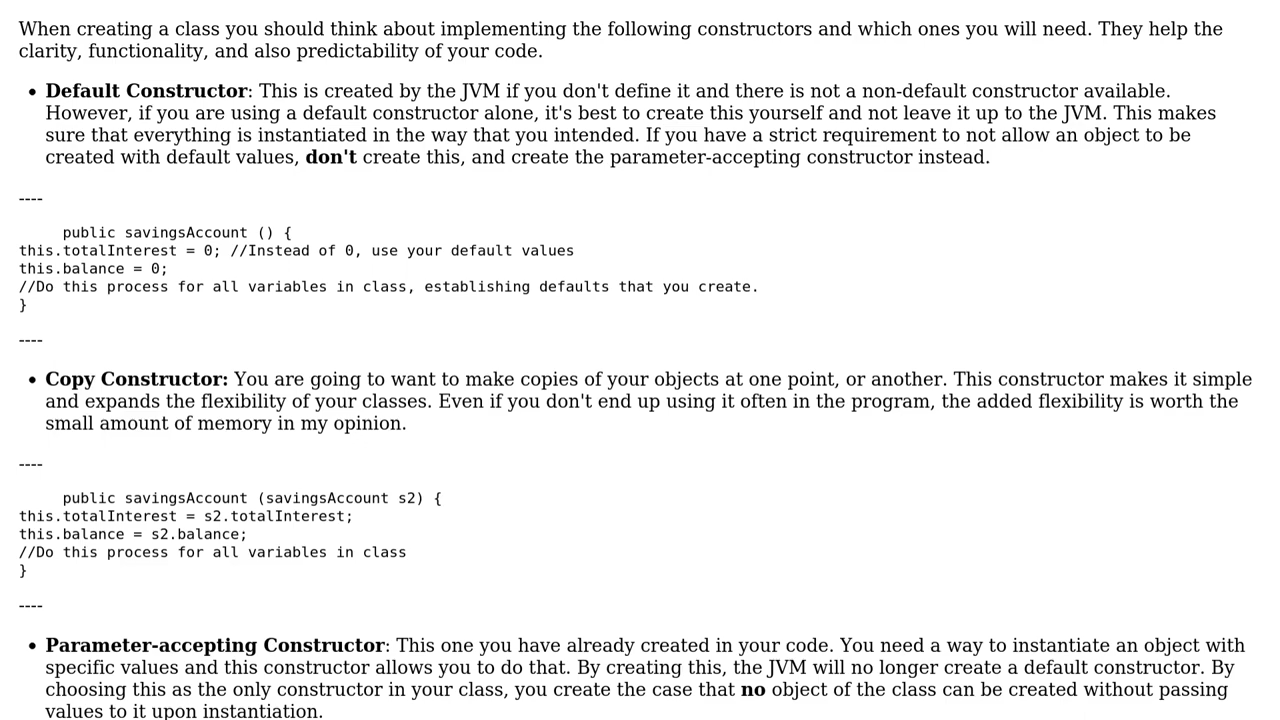 When creating a class you should think about implementing the following constructors and which ones you will need. They help the
clarity, functionality, and also predictability of your code.
• Default Constructor: This is created by the JVM if you don't define it and there is not a non-default constructor available.
However, if you are using a default constructor alone, it's best to create this yourself and not leave it up to the JVM. This makes
sure that everything is instantiated in the way that you intended. If you have a strict requirement to not allow an object to be
created with default values, don't create this, and create the parameter-accepting constructor instead.
----
public savingsAccount () {
this.totalInterest = 0; //Instead of 0, use your default values
this.balance = 0;
//Do this process for all variables in class, establishing defaults that you create.
}
----
• Copy Constructor: You are going to want to make copies of your objects at one point, or another. This constructor makes it simple
and expands the flexibility of your classes. Even if you don't end up using it often in the program, the added flexibility is worth the
small amount of memory in my opinion.
----
public savingsAccount (savingsAccount s2) {
this.totalInterest = s2.totalInterest;
this.balance = s2.balance;
//Do this process for all variables in class
}
----
• Parameter-accepting Constructor: This one you have already created in your code. You need a way to instantiate an object with
specific values and this constructor allows you to do that. By creating this, the JVM will no longer create a default constructor. By
choosing this as the only constructor in your class, you create the case that no object of the class can be created without passing
values to it upon instantiation.